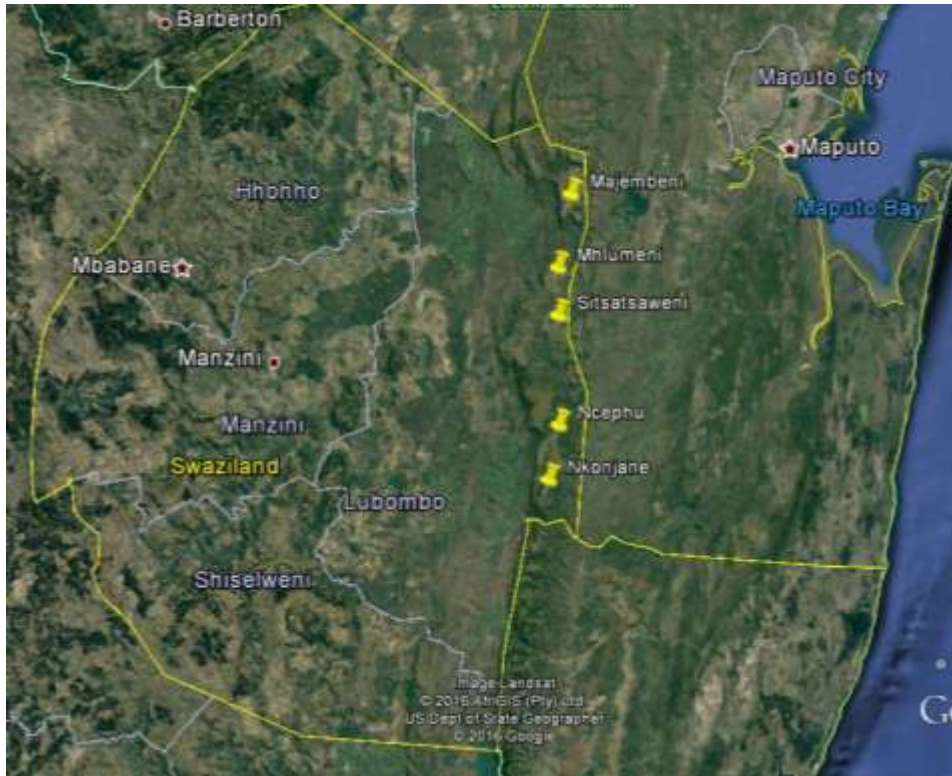 Barberton
Maputo City
Maputo
Majembeni
Hhohho
Maputo Bay
Mhlumeni
Mbabane
Sitsatsaweni
Manzini
Ncephu
Manzini
Swaziland
Nkonjane
Lubombo
Shiselweni
Image Landsat
© 2016 AfriGIS (Pty) Ltd.
US Dept of State Geographer
© 2016 Google